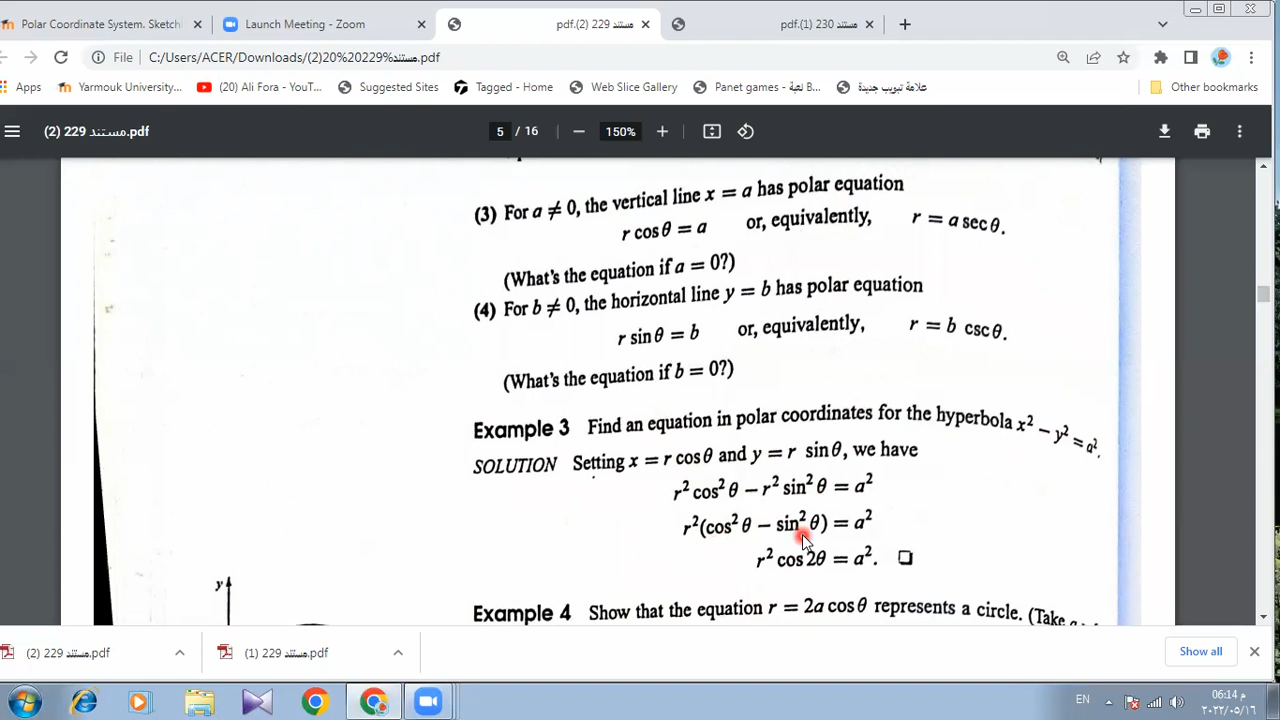 Polar Coordinate System. Sketch
Launch Meeting - Zoom
مستند 229 (2).pdf
مستند 230 (1).pdf
File
C:/Users/ACER/Downloads/(2)20%20229%مستند.pdf
Apps
Yarmouk University...
(20) Ali Fora - YouT...
Suggested Sites
Tagged - Home
Web Slice Gallery
Panet games - لعبة B...
علامة تبويب جديدة
Other bookmarks
(2) 229 مستند.pdf
5 / 16
150%
(3) For a ≠ 0, the vertical line x = a has polar equation
r cos θ = a or, equivalently, r = a sec θ.
(What's the equation if a = 0?)
(4) For b ≠ 0, the horizontal line y = b has polar equation
r sin θ = b or, equivalently, r = b csc θ.
(What's the equation if b = 0?)
Example 3 Find an equation in polar coordinates for the hyperbola x² − y² = a².
SOLUTION Setting x = r cos θ and y = r sin θ, we have
r² cos² θ − r² sin² θ = a²
r²(cos² θ − sin² θ) = a²
r² cos 2θ = a². ❑
y
Example 4 Show that the equation r = 2a cos θ represents a circle. (Take
(2) 229 مستند.pdf
(1) 229 مستند.pdf
Show all
EN
06:14 م
٢٠٢٢/٠٥/١٦